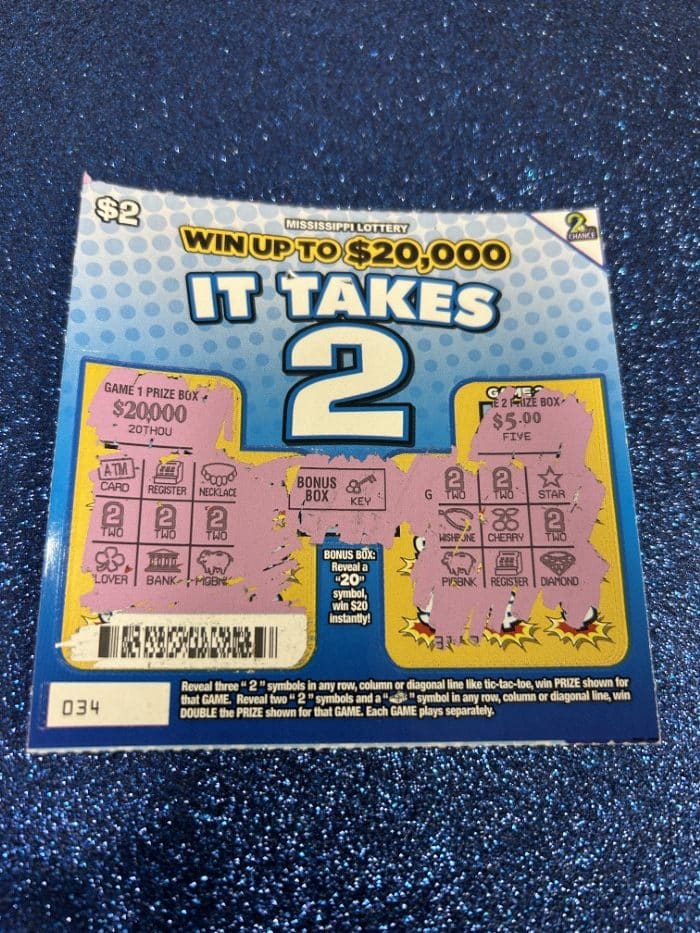 $2
MISSISSIPPI LOTTERY
2 CHANCE
WIN UP TO $20,000
IT TAKES
2
GAME 1 PRIZE BOX
$20,000
20THOU
ATM
CARD
REGISTER
NECKLACE
2
TWO
2
TWO
2
TWO
LOVER
BANK
BONUS
BOX
KEY
BONUS BOX:
Reveal a
"20"
symbol,
win $20
instantly!
E 2 PRIZE BOX
$5.00
FIVE
G
2
TWO
2
TWO
STAR
WISHBONE
CHERRY
2
TWO
REGISTER
DIAMOND
034
Reveal three "2" symbols in any row, column or diagonal line like tic-tac-toe, win PRIZE shown for
that GAME. Reveal two "2" symbols and a " " symbol in any row, column or diagonal line, win
DOUBLE the PRIZE shown for that GAME. Each GAME plays separately.